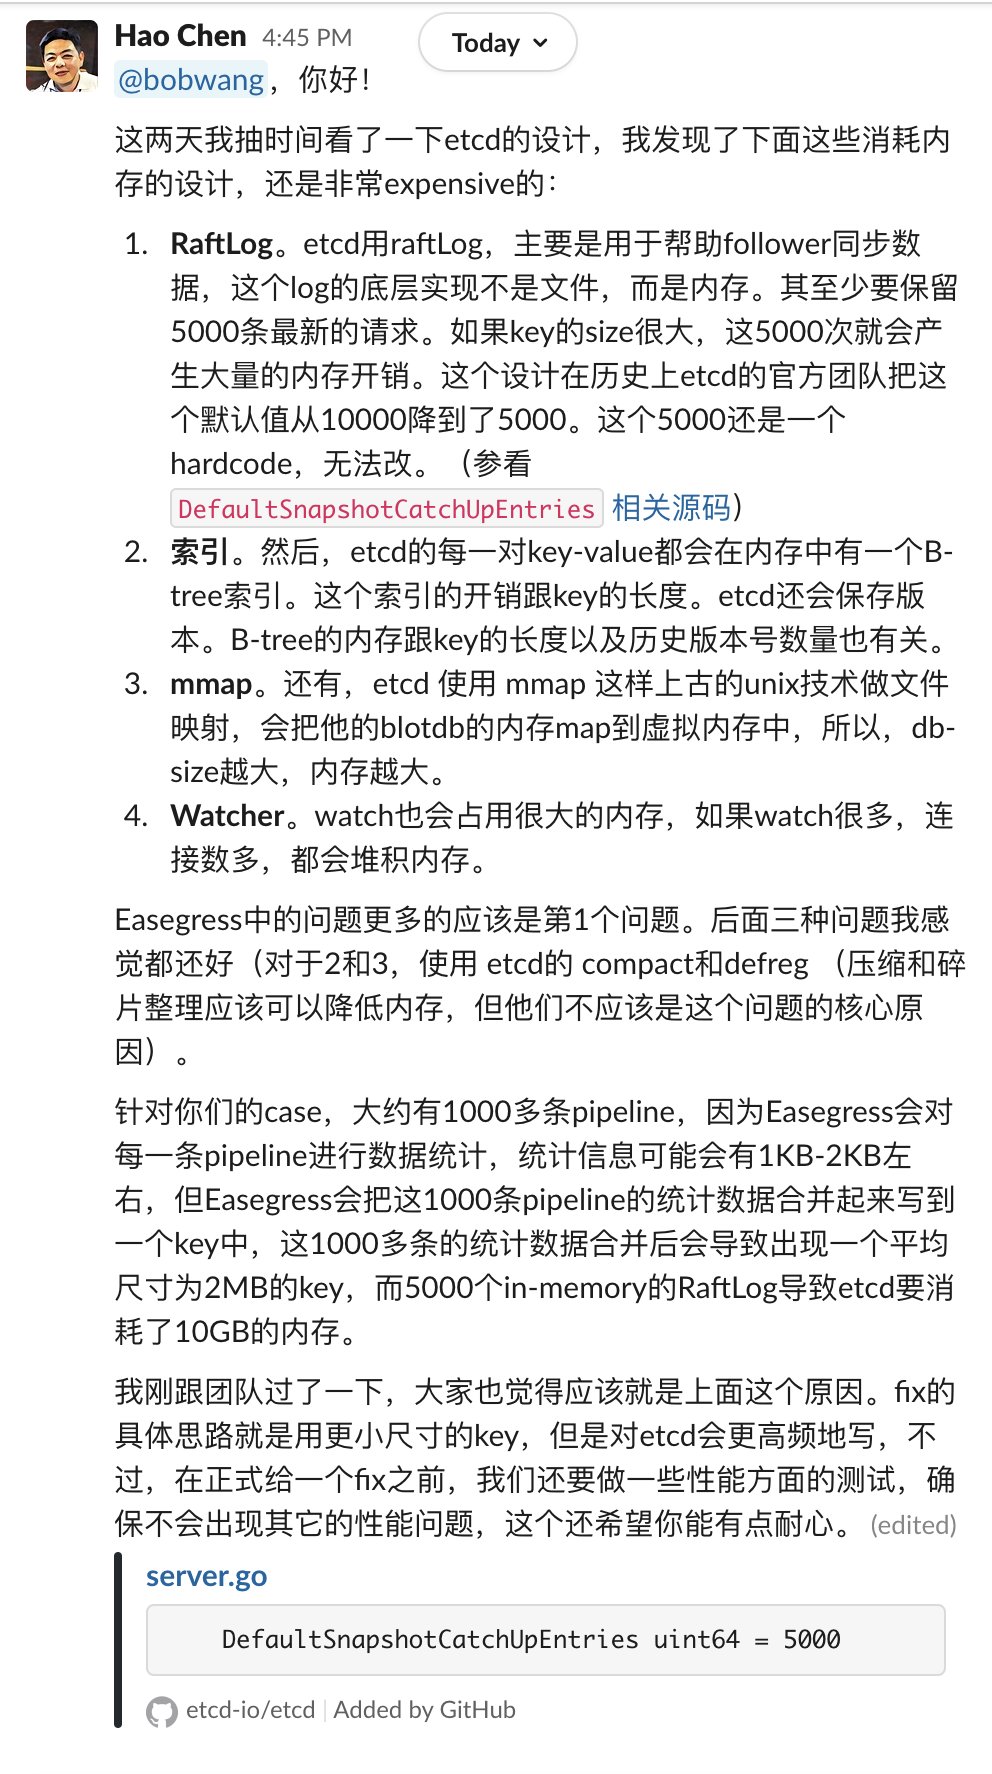 Hao Chen 4:45 PM
Today
@bobwang，你好！
这两天我抽时间看了一下etcd的设计，我发现了下面这些消耗内
存的设计，还是非常expensive的：
1. RaftLog。etcd用raftLog，主要是用于帮助follower同步数
据，这个log的底层实现不是文件，而是内存。其至少要保留
5000条最新的请求。如果key的size很大，这5000次就会产
生大量的内存开销。这个设计在历史上etcd的官方团队把这
个默认值从10000降到了5000。这个5000还是一个
hardcode，无法改。（参看
DefaultSnapshotCatchUpEntries 相关源码）
2. 索引。然后，etcd的每一对key-value都会在内存中有一个B-
tree索引。这个索引的开销跟key的长度。etcd还会保存版
本。B-tree的内存跟key的长度以及历史版本号数量也有关。
3. mmap。还有，etcd 使用 mmap 这样上古的unix技术做文件
映射，会把他的blotdb的内存map到虚拟内存中，所以，db-
size越大，内存越大。
4. Watcher。watch也会占用很大的内存，如果watch很多，连
接数多，都会堆积内存。
Easegress中的问题更多的应该是第1个问题。后面三种问题我感
觉都还好（对于2和3，使用 etcd的 compact和defreg （压缩和碎
片整理应该可以降低内存，但他们不应该是这个问题的核心原
因）。
针对你们的case，大约有1000多条pipeline，因为Easegress会对
每一条pipeline进行数据统计，统计信息可能会有1KB-2KB左
右，但Easegress会把这1000条pipeline的统计数据合并起来写到
一个key中，这1000多条的统计数据合并后会导致出现一个平均
尺寸为2MB的key，而5000个in-memory的RaftLog导致etcd要消
耗了10GB的内存。
我刚跟团队过了一下，大家也觉得应该就是上面这个原因。fix的
具体思路就是用更小尺寸的key，但是对etcd会更高频地写，不
过，在正式给一个fix之前，我们还要做一些性能方面的测试，确
保不会出现其它的性能问题，这个还希望你能有点耐心。 (edited)
server.go
DefaultSnapshotCatchUpEntries uint64 = 5000
etcd-io/etcd | Added by GitHub